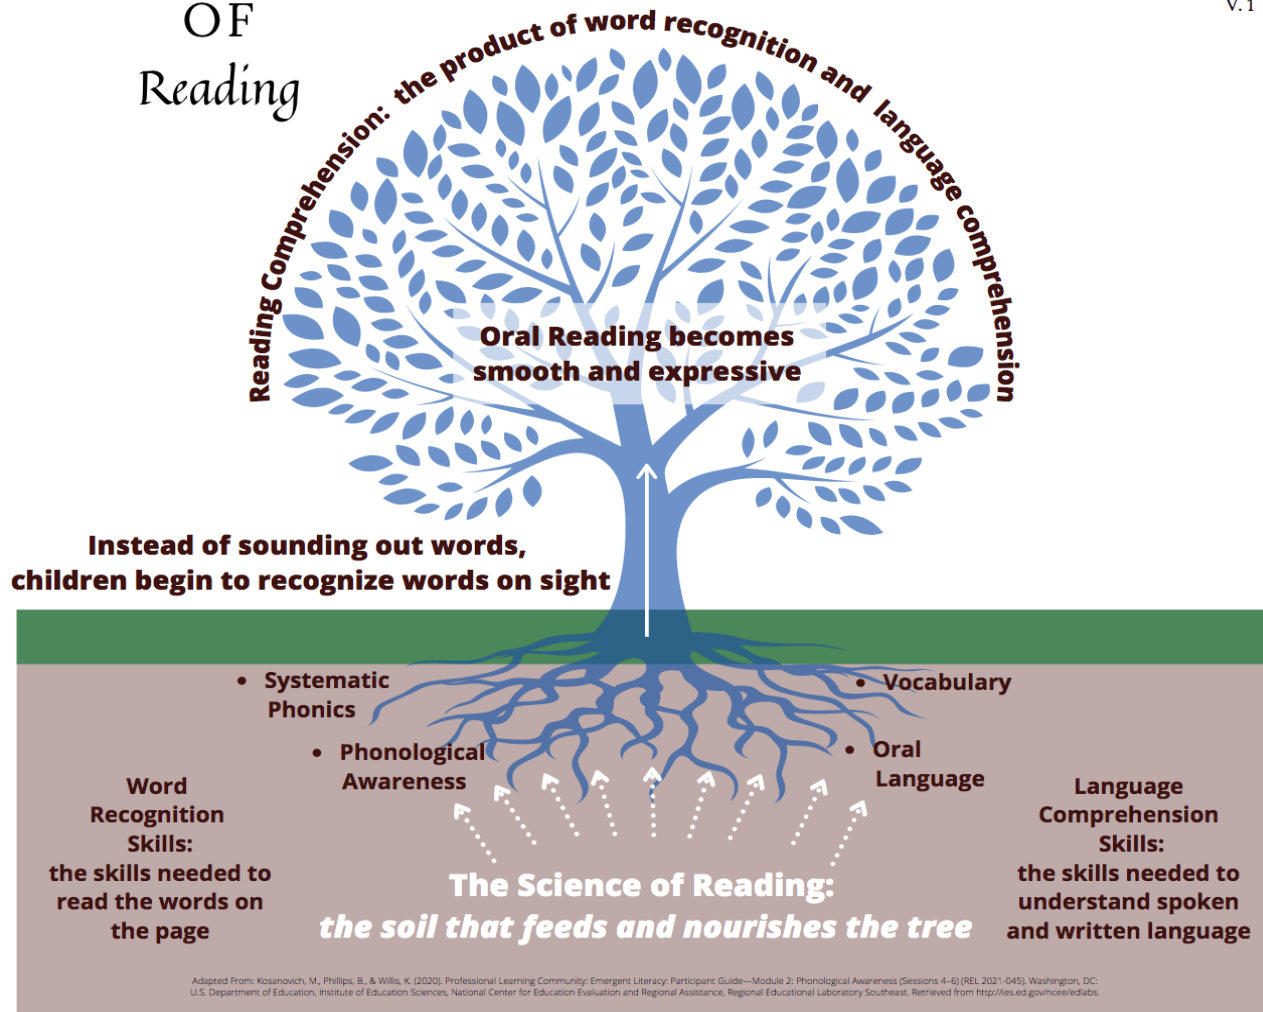 OF
Reading
V. 1
Reading Comprehension: the product of word recognition and language comprehension
Oral Reading becomes
smooth and expressive
Instead of sounding out words,
children begin to recognize words on sight
• Systematic
Phonics
• Phonological
Awareness
• Vocabulary
• Oral
Language
Word
Recognition
Skills:
the skills needed to
read the words on
the page
Language
Comprehension
Skills:
the skills needed to
understand spoken
and written language
The Science of Reading:
the soil that feeds and nourishes the tree
Adapted From: Kosanovich, M., Phillips, B., & Willis, K. (2020). Professional Learning Community: Emergent Literacy: Participant Guide—Module 2: Phonological Awareness (Sessions 4–6) (REL 2021-045). Washington, DC:
U.S. Department of Education, Institute of Education Sciences, National Center for Education Evaluation and Regional Assistance, Regional Educational Laboratory Southeast. Retrieved from http://ies.ed.gov/ncee/edlabs.